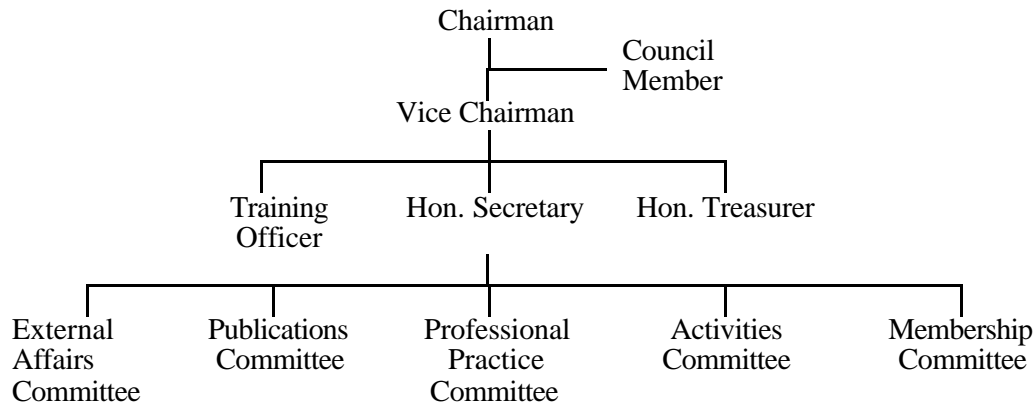 Chairman
Council
Member
Vice Chairman
Training
Officer
Hon. Secretary
Hon. Treasurer
External
Affairs
Committee
Publications
Committee
Professional
Practice
Committee
Activities
Committee
Membership
Committee